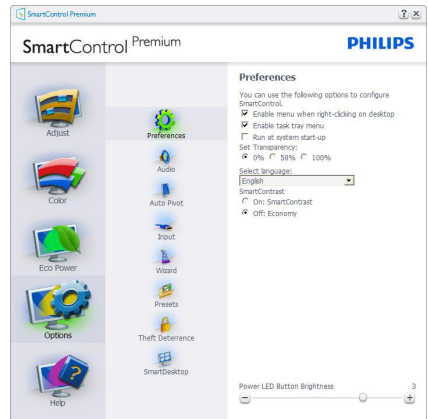 SmartControl Premium
SmartControl Premium
PHILIPS
Adjust
Color
Eco Power
Options
Help
Preferences
Audio
Auto Pivot
Input
Wizard
Presets
Theft Deterrence
SmartDesktop
Preferences
You can use the following options to configure
SmartControl.
Enable menu when right-clicking on desktop
Enable task tray menu
Run at system start-up
Set Transparency:
0% 50% 100%
Select language:
English
SmartContrast
On: SmartContrast
Off: Economy
Power LED Button Brightness 3